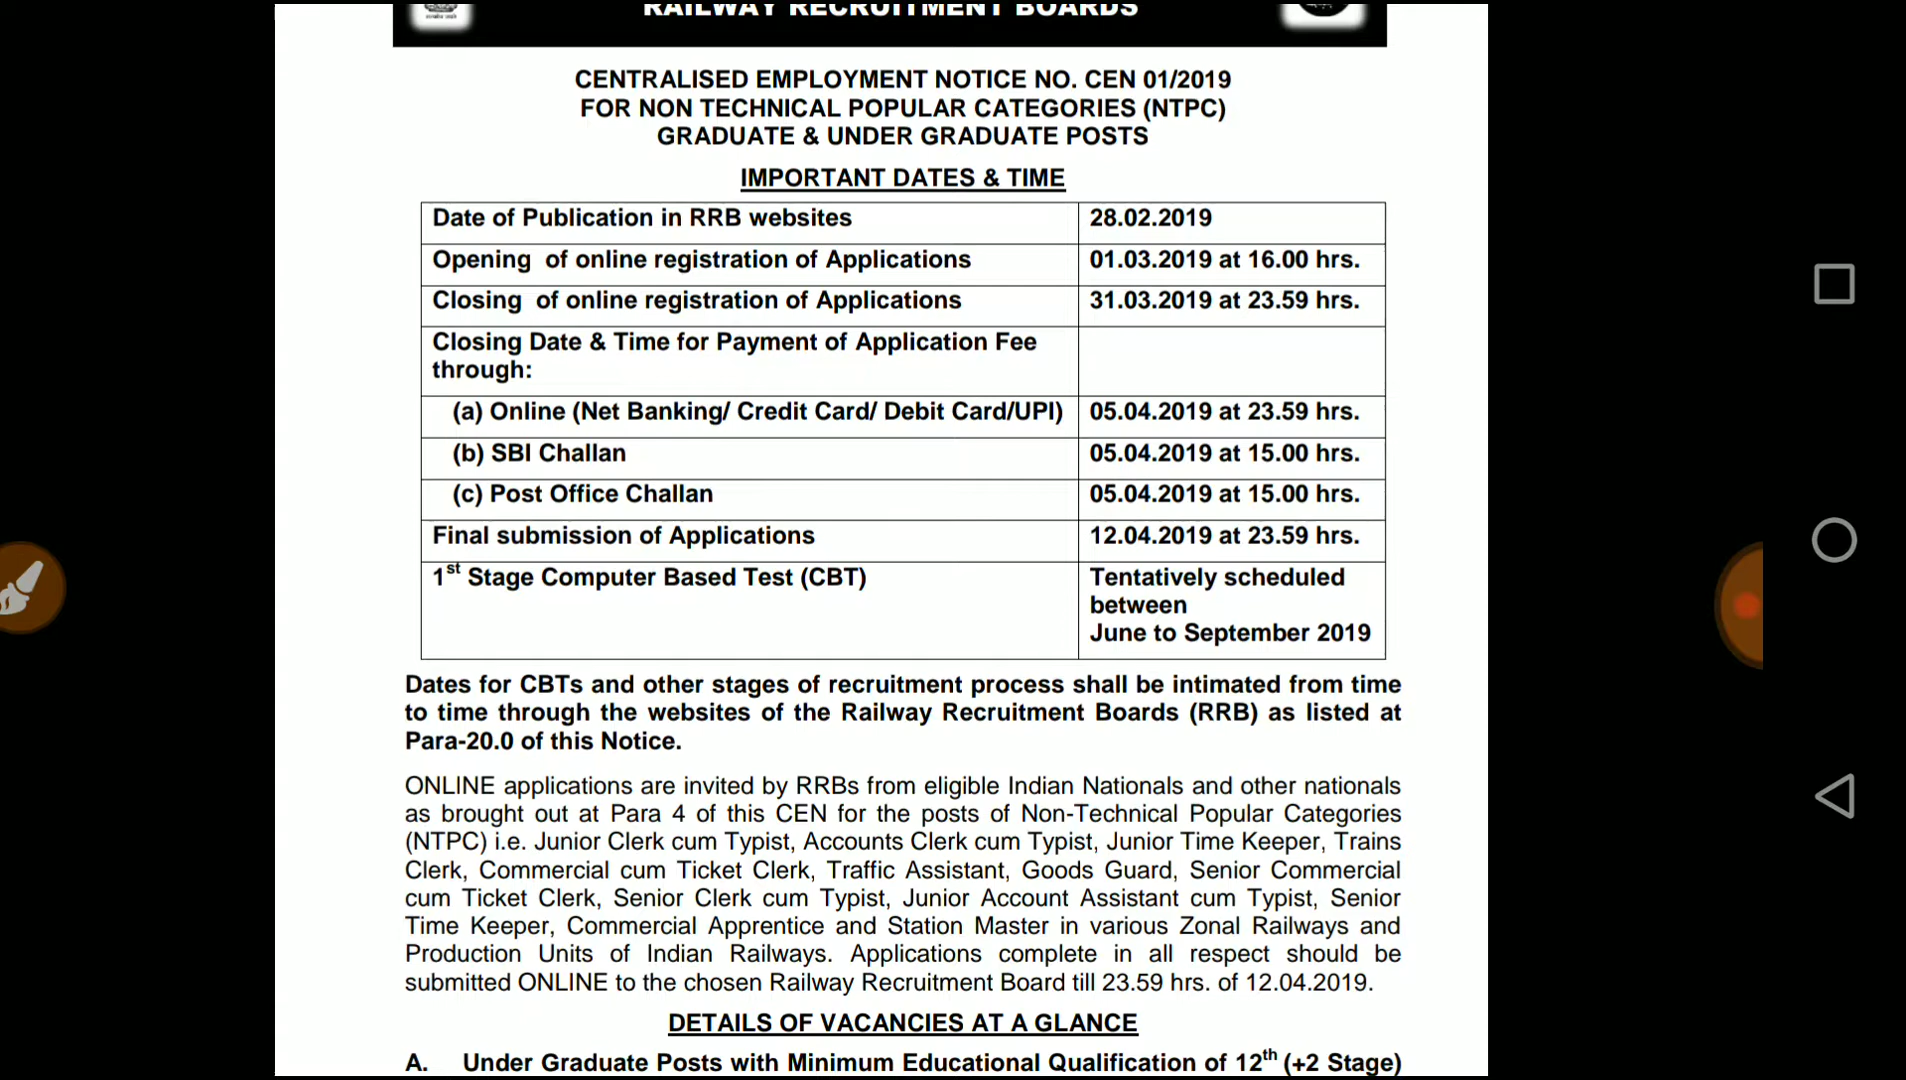 RAILWAY RECRUITMENT BOARDS
CENTRALISED EMPLOYMENT NOTICE NO. CEN 01/2019
FOR NON TECHNICAL POPULAR CATEGORIES (NTPC)
GRADUATE & UNDER GRADUATE POSTS
IMPORTANT DATES & TIME
Date of Publication in RRB websites 28.02.2019
Opening of online registration of Applications 01.03.2019 at 16.00 hrs.
Closing of online registration of Applications 31.03.2019 at 23.59 hrs.
Closing Date & Time for Payment of Application Fee
through:
(a) Online (Net Banking/ Credit Card/ Debit Card/UPI) 05.04.2019 at 23.59 hrs.
(b) SBI Challan 05.04.2019 at 15.00 hrs.
(c) Post Office Challan 05.04.2019 at 15.00 hrs.
Final submission of Applications 12.04.2019 at 23.59 hrs.
1st Stage Computer Based Test (CBT) Tentatively scheduled
between
June to September 2019
Dates for CBTs and other stages of recruitment process shall be intimated from time
to time through the websites of the Railway Recruitment Boards (RRB) as listed at
Para-20.0 of this Notice.
ONLINE applications are invited by RRBs from eligible Indian Nationals and other nationals
as brought out at Para 4 of this CEN for the posts of Non-Technical Popular Categories
(NTPC) i.e. Junior Clerk cum Typist, Accounts Clerk cum Typist, Junior Time Keeper, Trains
Clerk, Commercial cum Ticket Clerk, Traffic Assistant, Goods Guard, Senior Commercial
cum Ticket Clerk, Senior Clerk cum Typist, Junior Account Assistant cum Typist, Senior
Time Keeper, Commercial Apprentice and Station Master in various Zonal Railways and
Production Units of Indian Railways. Applications complete in all respect should be
submitted ONLINE to the chosen Railway Recruitment Board till 23.59 hrs. of 12.04.2019.
DETAILS OF VACANCIES AT A GLANCE
A. Under Graduate Posts with Minimum Educational Qualification of 12th (+2 Stage)